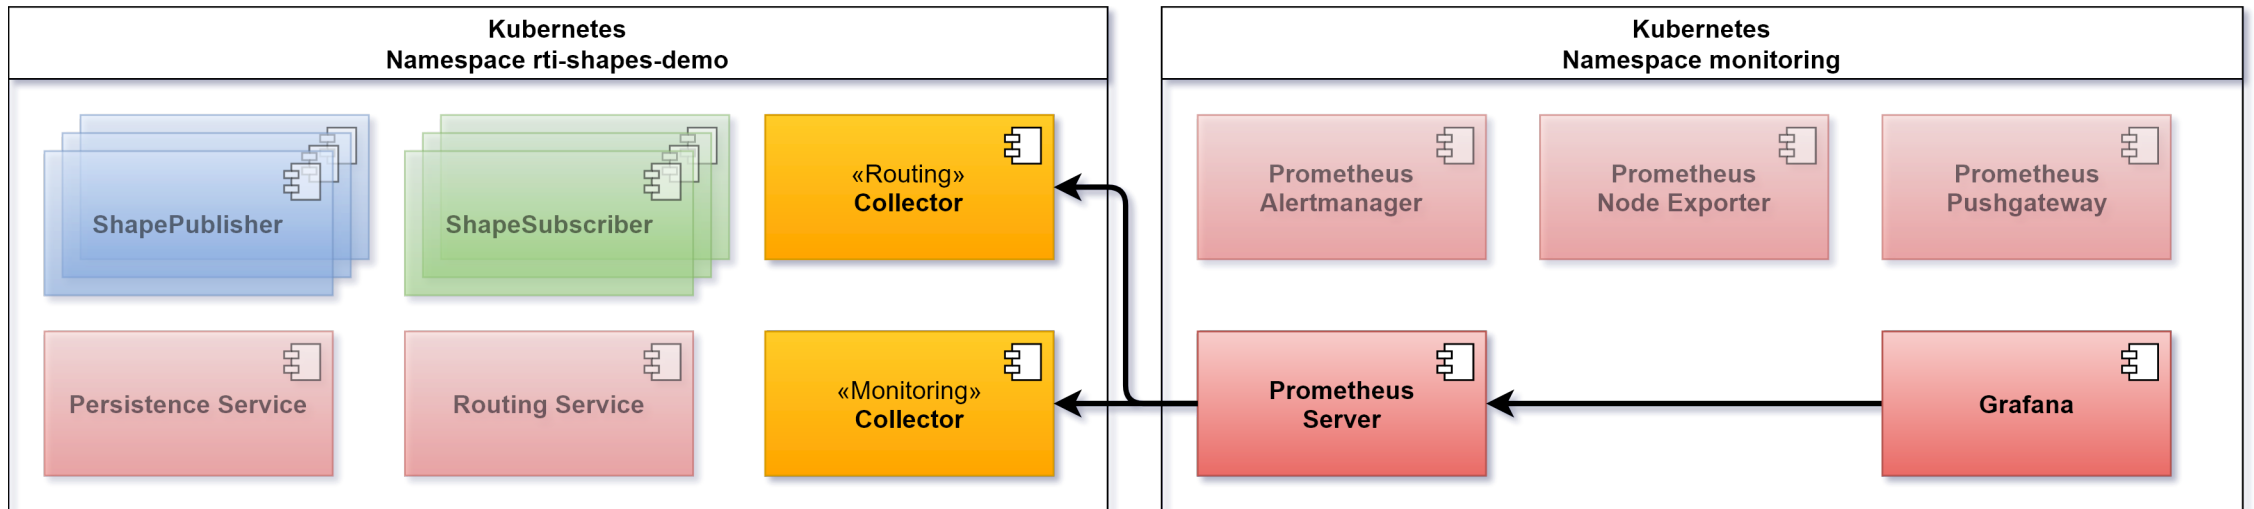 Kubernetes
Namespace rti-shapes-demo
Kubernetes
Namespace monitoring
ShapePublisher
ShapeSubscriber
«Routing»
Collector
Prometheus
Alertmanager
Prometheus
Node Exporter
Prometheus
Pushgateway
Persistence Service
Routing Service
«Monitoring»
Collector
Prometheus
Server
Grafana